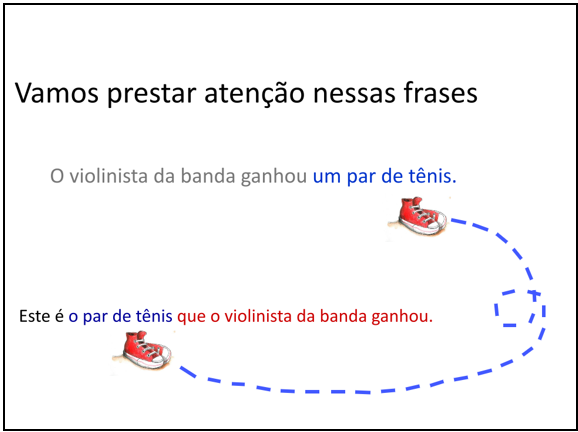 Vamos prestar atenção nessas frases
O violinista da banda ganhou um par de tênis.
Este é o par de tênis que o violinista da banda ganhou.